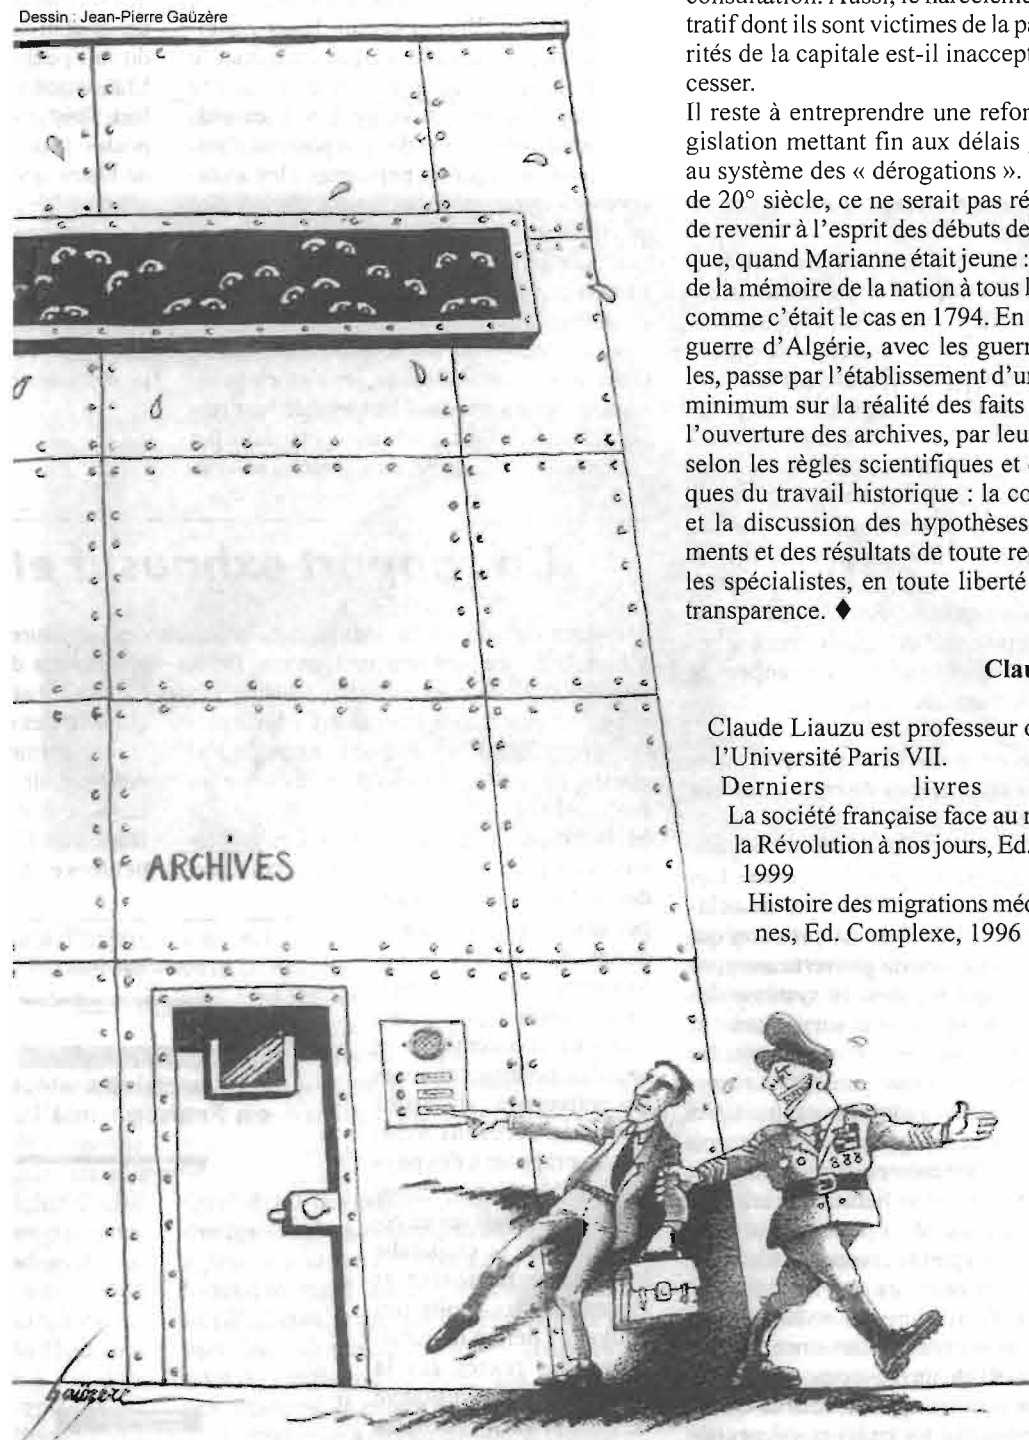 Dessin : Jean-Pierre Gaüzère
tratif dont ils sont victimes de la pa
rités de la capitale est-il inaccept
cesser.
Il reste à entreprendre une refor
gislation mettant fin aux délais
au système des « dérogations ».
de 20° siècle, ce ne serait pas ré
de revenir à l'esprit des débuts de
que, quand Marianne était jeune :
de la mémoire de la nation à tous l
comme c'était le cas en 1794. En
guerre d'Algérie, avec les guerr
les, passe par l'établissement d'un
minimum sur la réalité des faits
l'ouverture des archives, par leu
selon les règles scientifiques et
ques du travail historique : la co
et la discussion des hypothèses
ments et des résultats de toute re
les spécialistes, en toute liberté
transparence. ♦
Clau
Claude Liauzu est professeur
l'Université Paris VII.
Derniers livres
La société française face au
la Révolution à nos jours, Ed.
1999
Histoire des migrations méd
nes, Ed. Complexe, 1996
ARCHIVES
Gaüzère